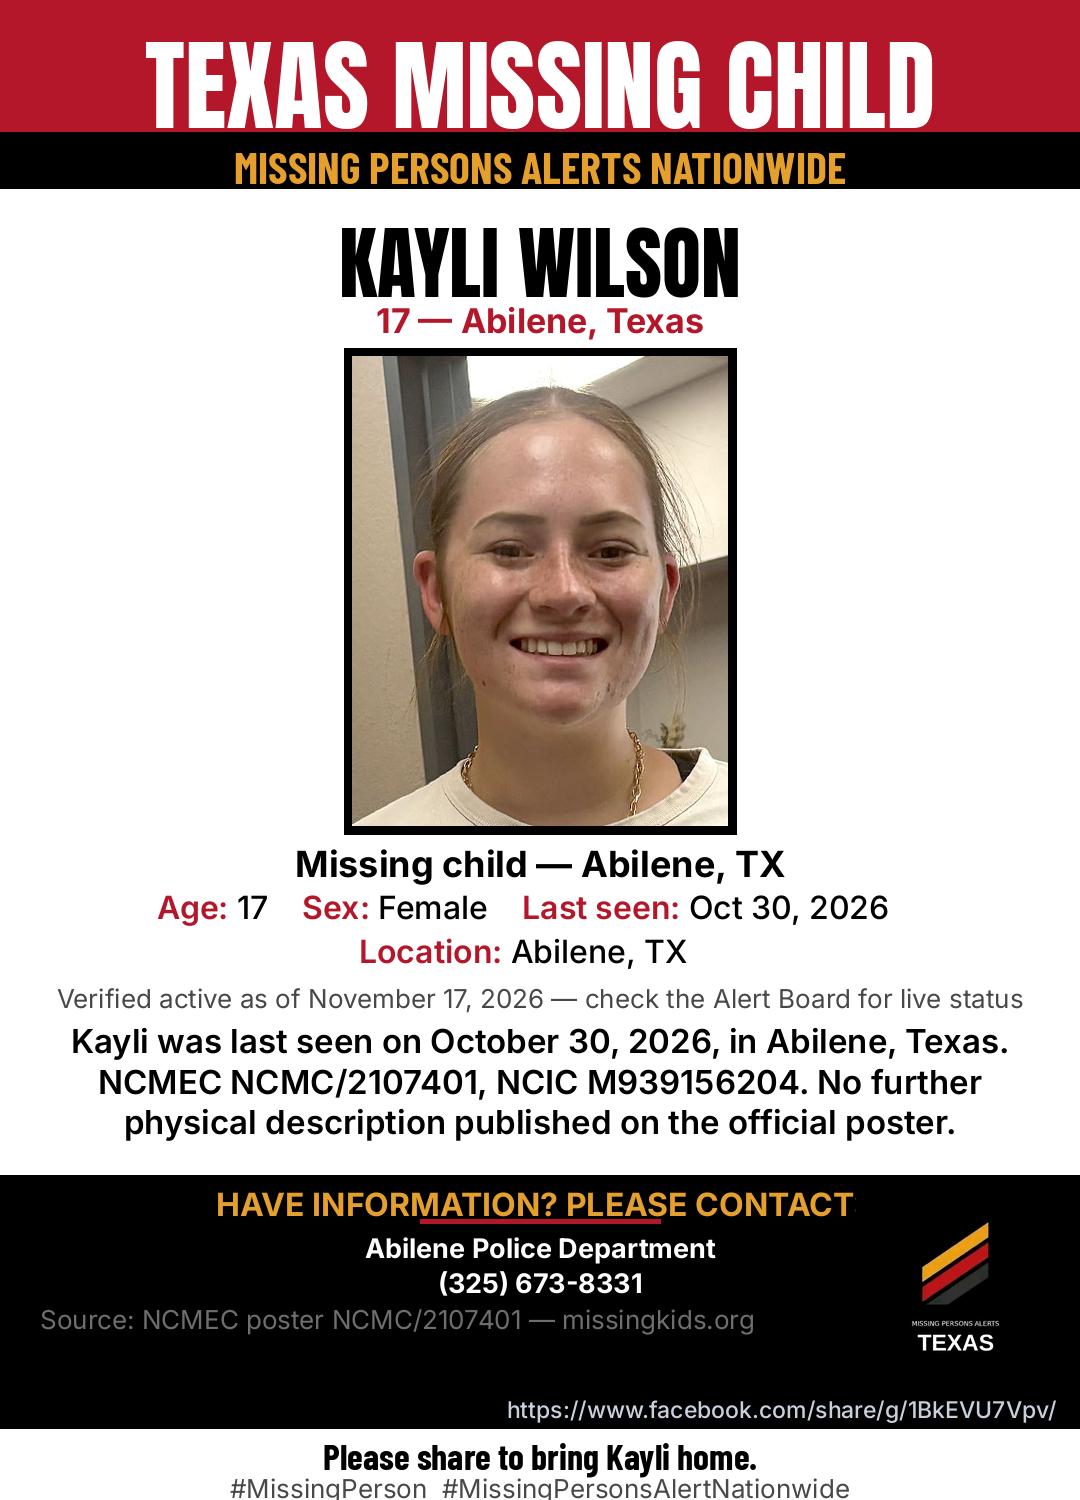 TEXAS MISSING CHILD
MISSING PERSONS ALERTS NATIONWIDE
KAYLI WILSON
17 — Abilene, Texas
Missing child — Abilene, TX
Age: 17 Sex: Female Last seen: Oct 30, 2026
Location: Abilene, TX
Verified active as of November 17, 2026 — check the Alert Board for live status
Kayli was last seen on October 30, 2026, in Abilene, Texas.
NCMEC NCMC/2107401, NCIC M939156204. No further
physical description published on the official poster.
HAVE INFORMATION? PLEASE CONTACT:
Abilene Police Department
(325) 673-8331
Source: NCMEC poster NCMC/2107401 — missingkids.org
MISSING PERSONS ALERTS
TEXAS
https://www.facebook.com/share/g/1BkEVU7Vpv/
Please share to bring Kayli home.
#MissingPerson #MissingPersonsAlertNationwide